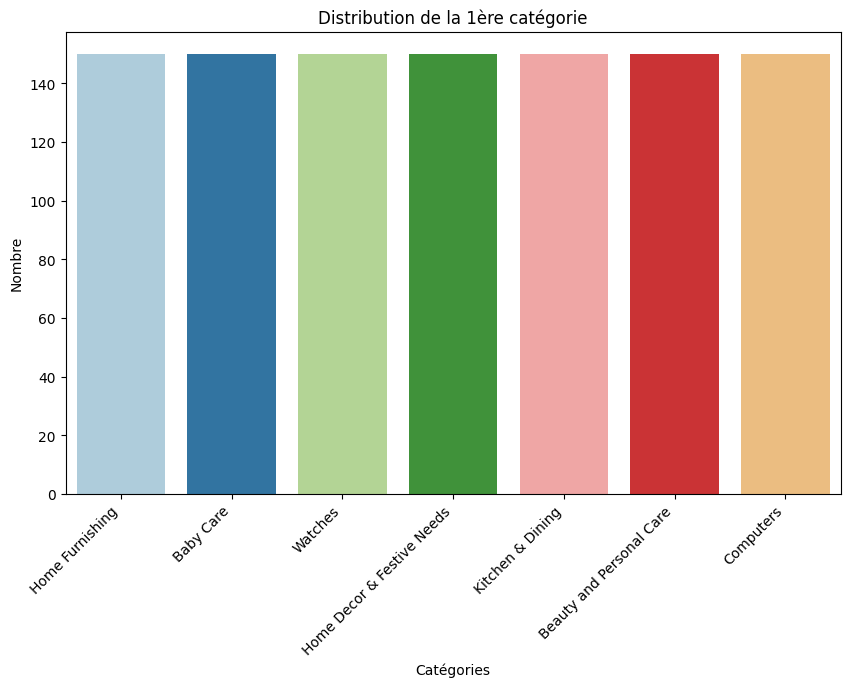 Distribution de la 1ère catégorie
Nombre
140
120
100
80
60
40
20
0
Home Furnishing
Baby Care
Watches
Home Decor & Festive Needs
Kitchen & Dining
Beauty and Personal Care
Computers
Catégories